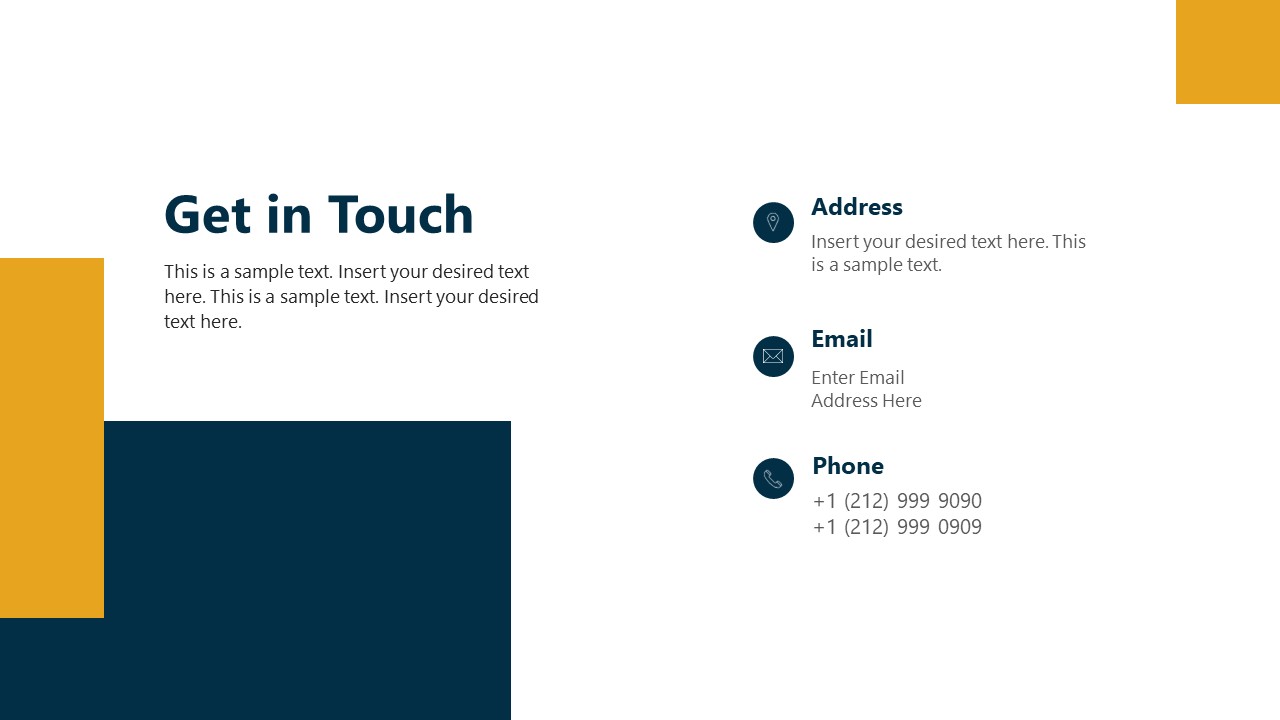 Get in Touch
This is a sample text. Insert your desired text
here. This is a sample text. Insert your desired
text here.
Address
Insert your desired text here. This
is a sample text.
Email
Enter Email
Address Here
Phone
+1 (212) 999 9090
+1 (212) 999 0909